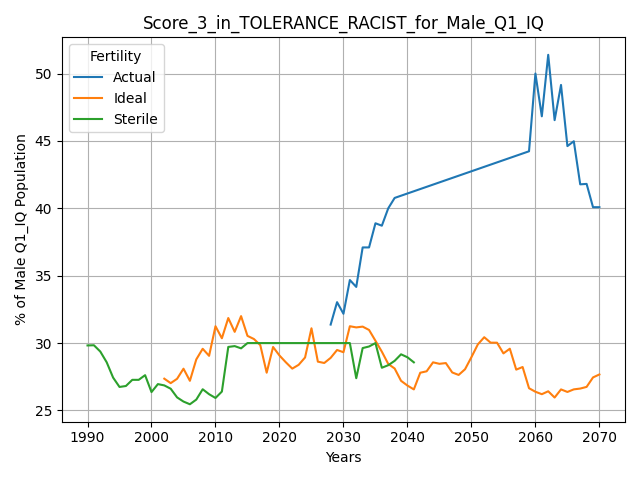 Score_3_in_TOLERANCE_RACIST_for_Male_Q1_IQ
Fertility
Actual
Ideal
Sterile
% of Male Q1_IQ Population
50
45
40
35
30
25
1990 2000 2010 2020 2030 2040 2050 2060 2070
Years